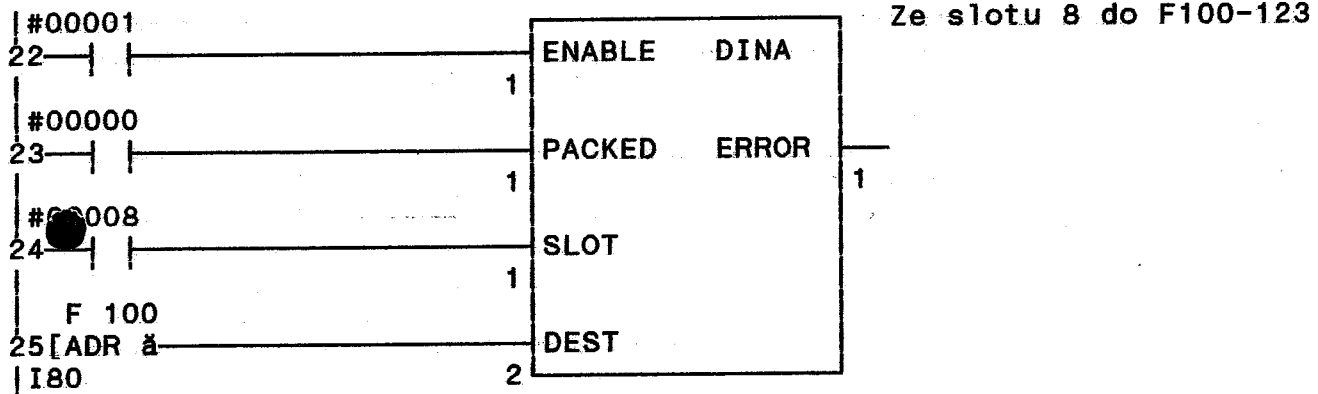 #00001
Ze slotu 8 do F100-123
22
ENABLE DINA
1
#00000
23
PACKED ERROR
1
1
008
24
SLOT
1
F 100
25[ADR ă
DEST
I80
2